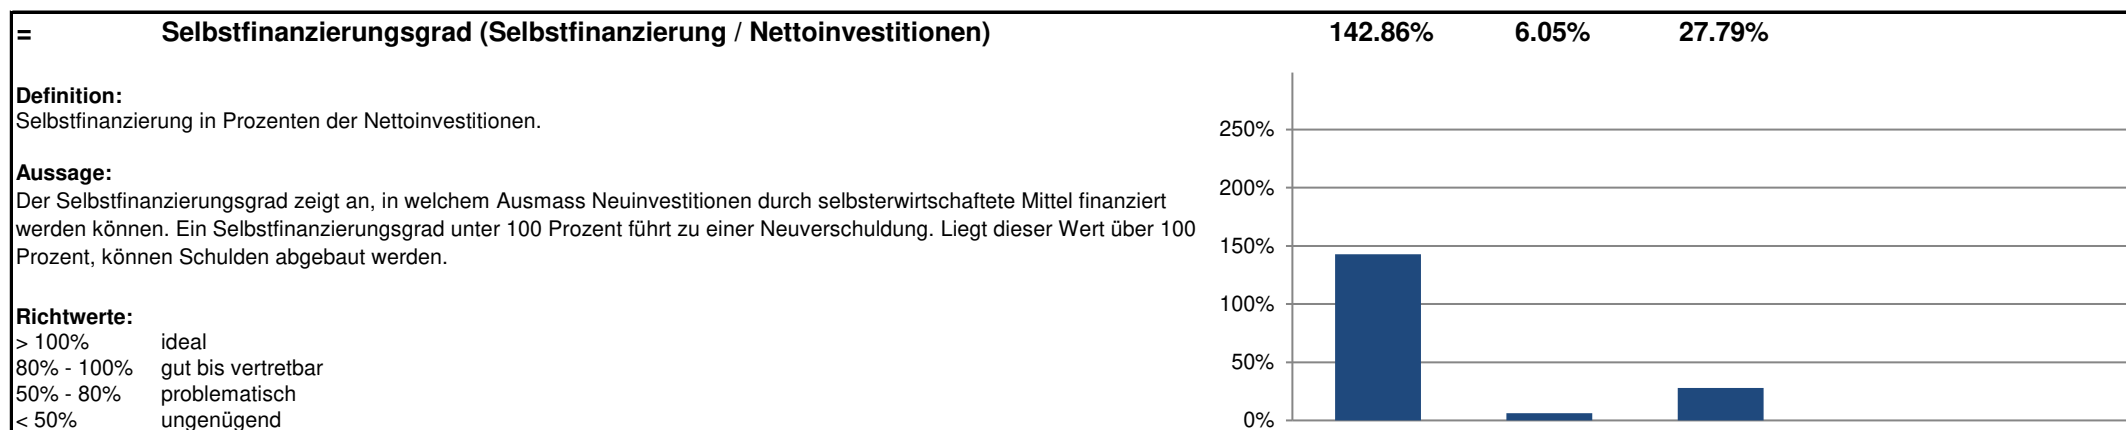 = Selbstfinanzierungsgrad (Selbstfinanzierung / Nettoinvestitionen) 142.86% 6.05% 27.79%
Definition:
Selbstfinanzierung in Prozenten der Nettoinvestitionen.
Aussage:
Der Selbstfinanzierungsgrad zeigt an, in welchem Ausmass Neuinvestitionen durch selbsterwirtschaftete Mittel finanziert
werden können. Ein Selbstfinanzierungsgrad unter 100 Prozent führt zu einer Neuverschuldung. Liegt dieser Wert über 100
Prozent, können Schulden abgebaut werden.
Richtwerte:
> 100% ideal
80% - 100% gut bis vertretbar
50% - 80% problematisch
< 50% ungenügend
250%
200%
150%
100%
50%
0%